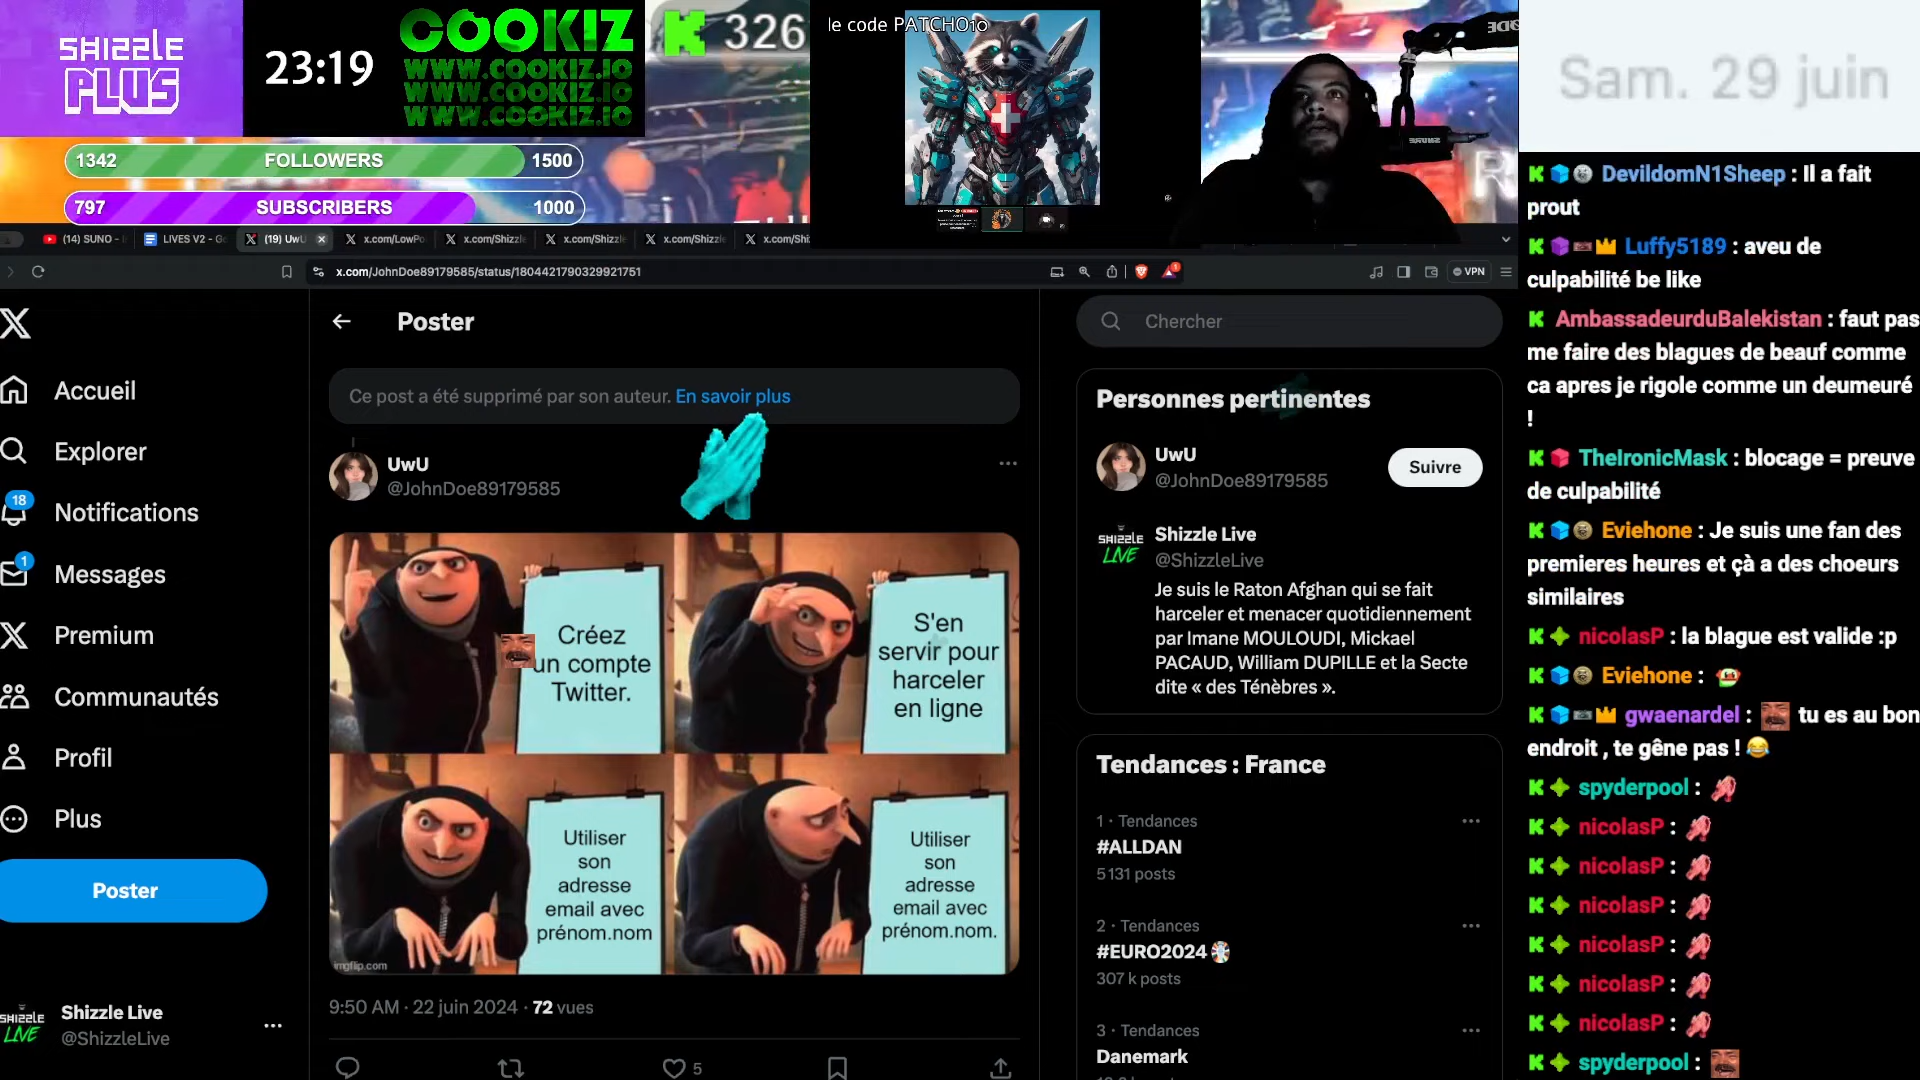 SHIZZLE
PLUS
23:19
COOKIZ
WWW.COOKIZ.IO
WWW.COOKIZ.IO
WWW.COOKIZ.IO
326
le code PATCHO10
Sam. 29 juin
1342 FOLLOWERS 1500
797 SUBSCRIBERS 1000
(14) SUNO -
LIVES V2 - G
(19) UwU
x.com/LowPo
x.com/Shizzle
x.com/Shizzle
x.com/Shizzle
x.com/Shi
x.com/JohnDoe89179585/status/1804421790329921751
VPN
Accueil
Explorer
18
Notifications
1
Messages
Premium
Communautés
Profil
Plus
Poster
Shizzle Live
@ShizzleLive
Poster
Ce post a été supprimé par son auteur. En savoir plus
UwU
@JohnDoe89179585
Créez
un compte
Twitter.
S'en
servir pour
harceler
en ligne
Utiliser
son
adresse
email avec
prénom.nom
Utiliser
son
adresse
email avec
prénom.nom.
imgflip.com
9:50 AM · 22 juin 2024 · 72 vues
5
Chercher
Personnes pertinentes
UwU
@JohnDoe89179585
Suivre
SHIZZLE
LIVE
Shizzle Live
@ShizzleLive
Je suis le Raton Afghan qui se fait
harceler et menacer quotidiennement
par Imane MOULOUDI, Mickael
PACAUD, William DUPILLE et la Secte
dite « des Ténèbres ».
Tendances : France
1 · Tendances
#ALLDAN
5 131 posts
2 · Tendances
#EURO2024
307 k posts
3 · Tendances
Danemark
DevildomN1Sheep : Il a fait
prout
Luffy5189 : aveu de
culpabilité be like
AmbassadeurduBalekistan : faut pas
me faire des blagues de beauf comme
ca apres je rigole comme un deumeuré
!
TheIronicMask : blocage = preuve
de culpabilité
Eviehone : Je suis une fan des
premieres heures et çà a des choeurs
similaires
nicolasP : la blague est valide :p
Eviehone :
gwaenardel : tu es au bon
endroit , te gêne pas ! 😂
spyderpool :
nicolasP :
nicolasP :
nicolasP :
nicolasP :
nicolasP :
nicolasP :
spyderpool :